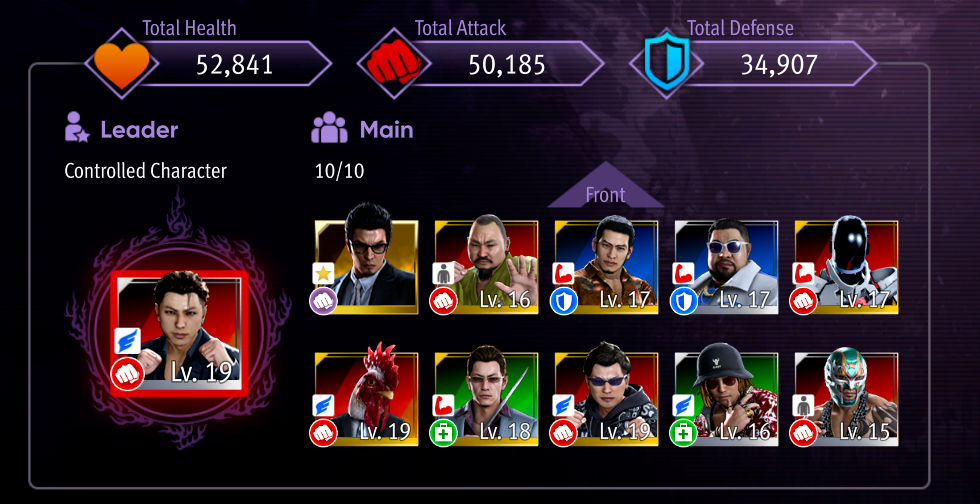 Total Health
52,841
Total Attack
50,185
Total Defense
34,907
Leader
Main
Controlled Character
10/10
Front
Lv. 16
Lv. 17
Lv. 17
Lv. 17
Lv. 19
Lv. 19
Lv. 18
Lv. 19
Lv. 16
Lv. 15